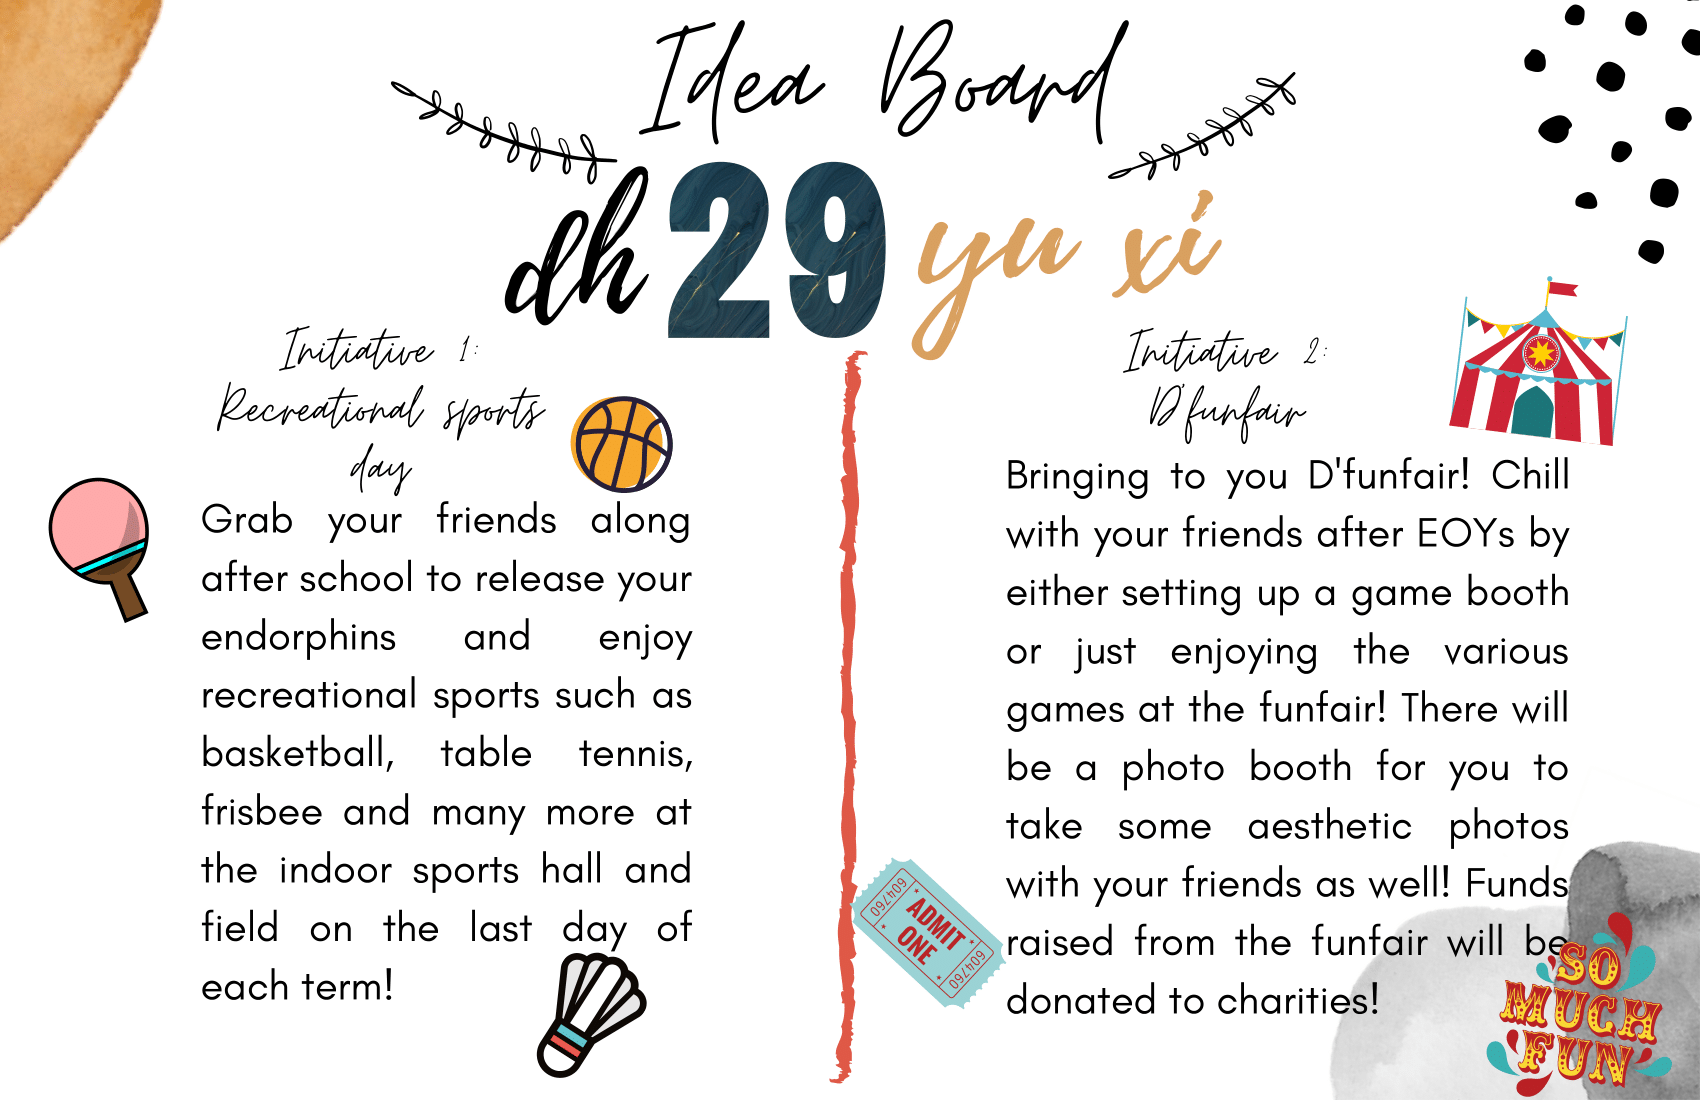 Idea Board
dh 29 yu xi
Initiative 1:
Recreational sports
day
Grab your friends along
after school to release your
endorphins and enjoy
recreational sports such as
basketball, table tennis,
frisbee and many more at
the indoor sports hall and
field on the last day of
each term!
Initiative 2:
D'funfair
Bringing to you D'funfair! Chill
with your friends after EOYs by
either setting up a game booth
or just enjoying the various
games at the funfair! There will
be a photo booth for you to
take some aesthetic photos
with your friends as well! Funds
raised from the funfair will be
donated to charities!
604760
ADMIT
ONE
604760
SO
MUCH
FUN